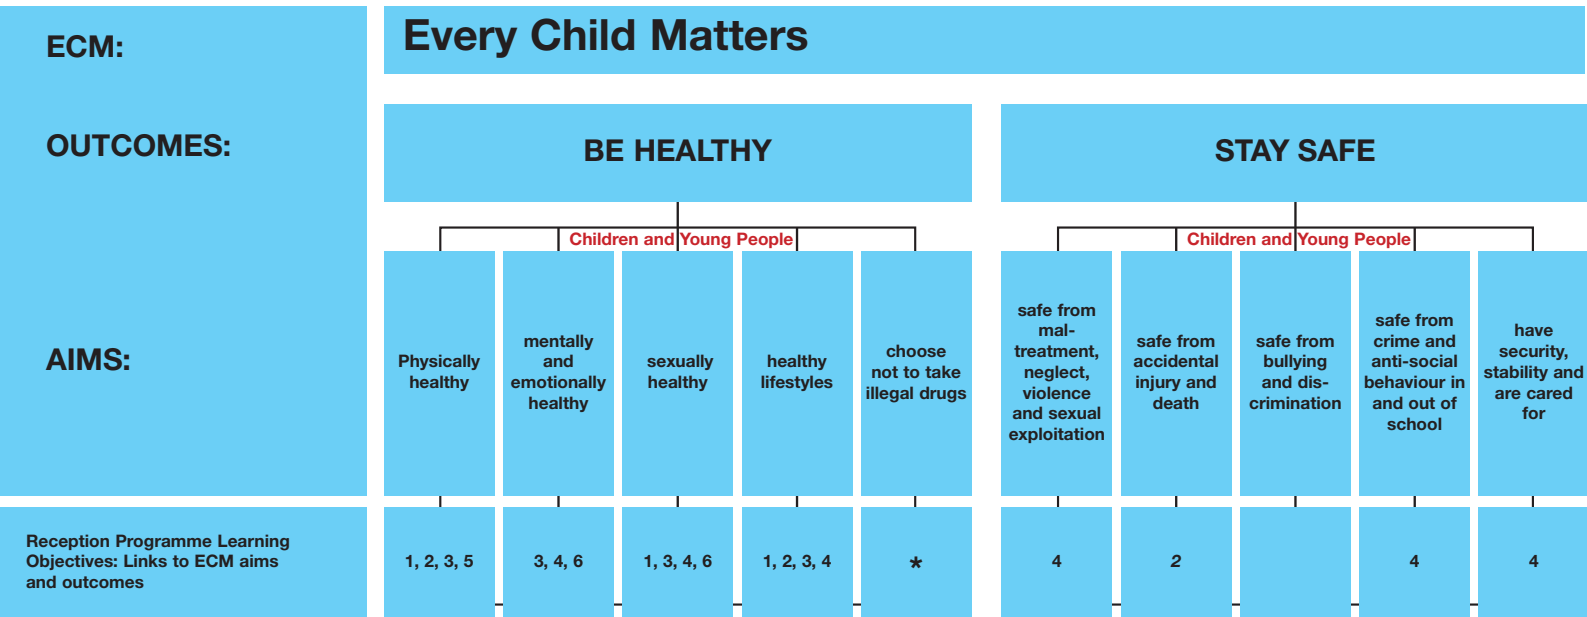 ECM:
Every Child Matters
OUTCOMES:
BE HEALTHY
STAY SAFE
Children and Young People
Children and Young People
AIMS:
Physically
healthy
mentally
and
emotionally
healthy
sexually
healthy
healthy
lifestyles
choose
not to take
illegal drugs
safe from
mal-
treatment,
neglect,
violence
and sexual
exploitation
safe from
accidental
injury and
death
safe from
bullying
and dis-
crimination
safe from
crime and
anti-social
behaviour in
and out of
school
have
security,
stability and
are cared
for
Reception Programme Learning
Objectives: Links to ECM aims
and outcomes
1, 2, 3, 5
3, 4, 6
1, 3, 4, 6
1, 2, 3, 4
*
4
2
4
4